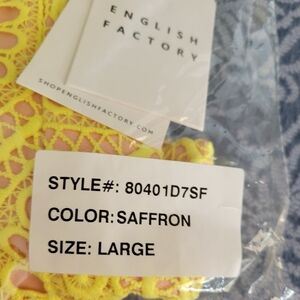 ENGLISH
FACTORY
SHOPENGLISHFACTORY.COM
STYLE#: 80401D7SF
COLOR: SAFFRON
SIZE: LARGE